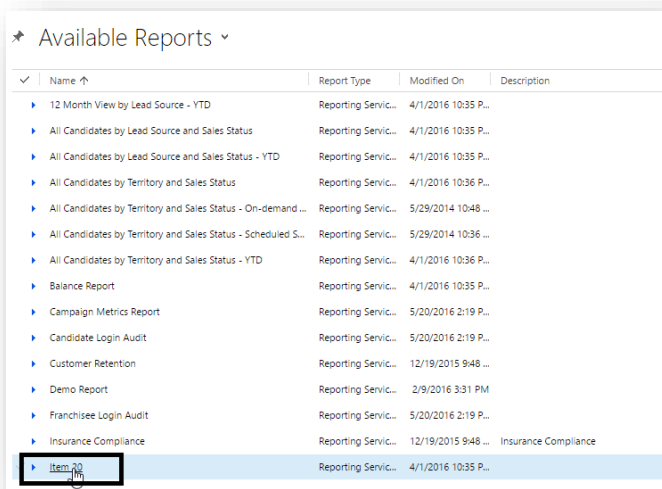 Available Reports
Name Report Type Modified On Description
12 Month View by Lead Source - YTD Reporting Servic... 4/1/2016 10:35 P...
All Candidates by Lead Source and Sales Status Reporting Servic... 4/1/2016 10:35 P...
All Candidates by Lead Source and Sales Status - YTD Reporting Servic... 4/1/2016 10:35 P...
All Candidates by Territory and Sales Status Reporting Servic... 4/1/2016 10:36 P...
All Candidates by Territory and Sales Status - On-demand ... Reporting Servic... 5/29/2014 10:48 ...
All Candidates by Territory and Sales Status - Scheduled S... Reporting Servic... 5/29/2014 10:36 ...
All Candidates by Territory and Sales Status - YTD Reporting Servic... 4/1/2016 10:36 P...
Balance Report Reporting Servic... 4/1/2016 10:35 P...
Campaign Metrics Report Reporting Servic... 5/20/2016 2:19 P...
Candidate Login Audit Reporting Servic... 5/20/2016 2:19 P...
Customer Retention Reporting Servic... 12/19/2015 9:48 ...
Demo Report Reporting Servic... 2/9/2016 3:31 PM
Franchisee Login Audit Reporting Servic... 5/20/2016 2:19 P...
Insurance Compliance Reporting Servic... 12/19/2015 9:48 ... Insurance Compliance
Item 20 Reporting Servic... 4/1/2016 10:35 P...